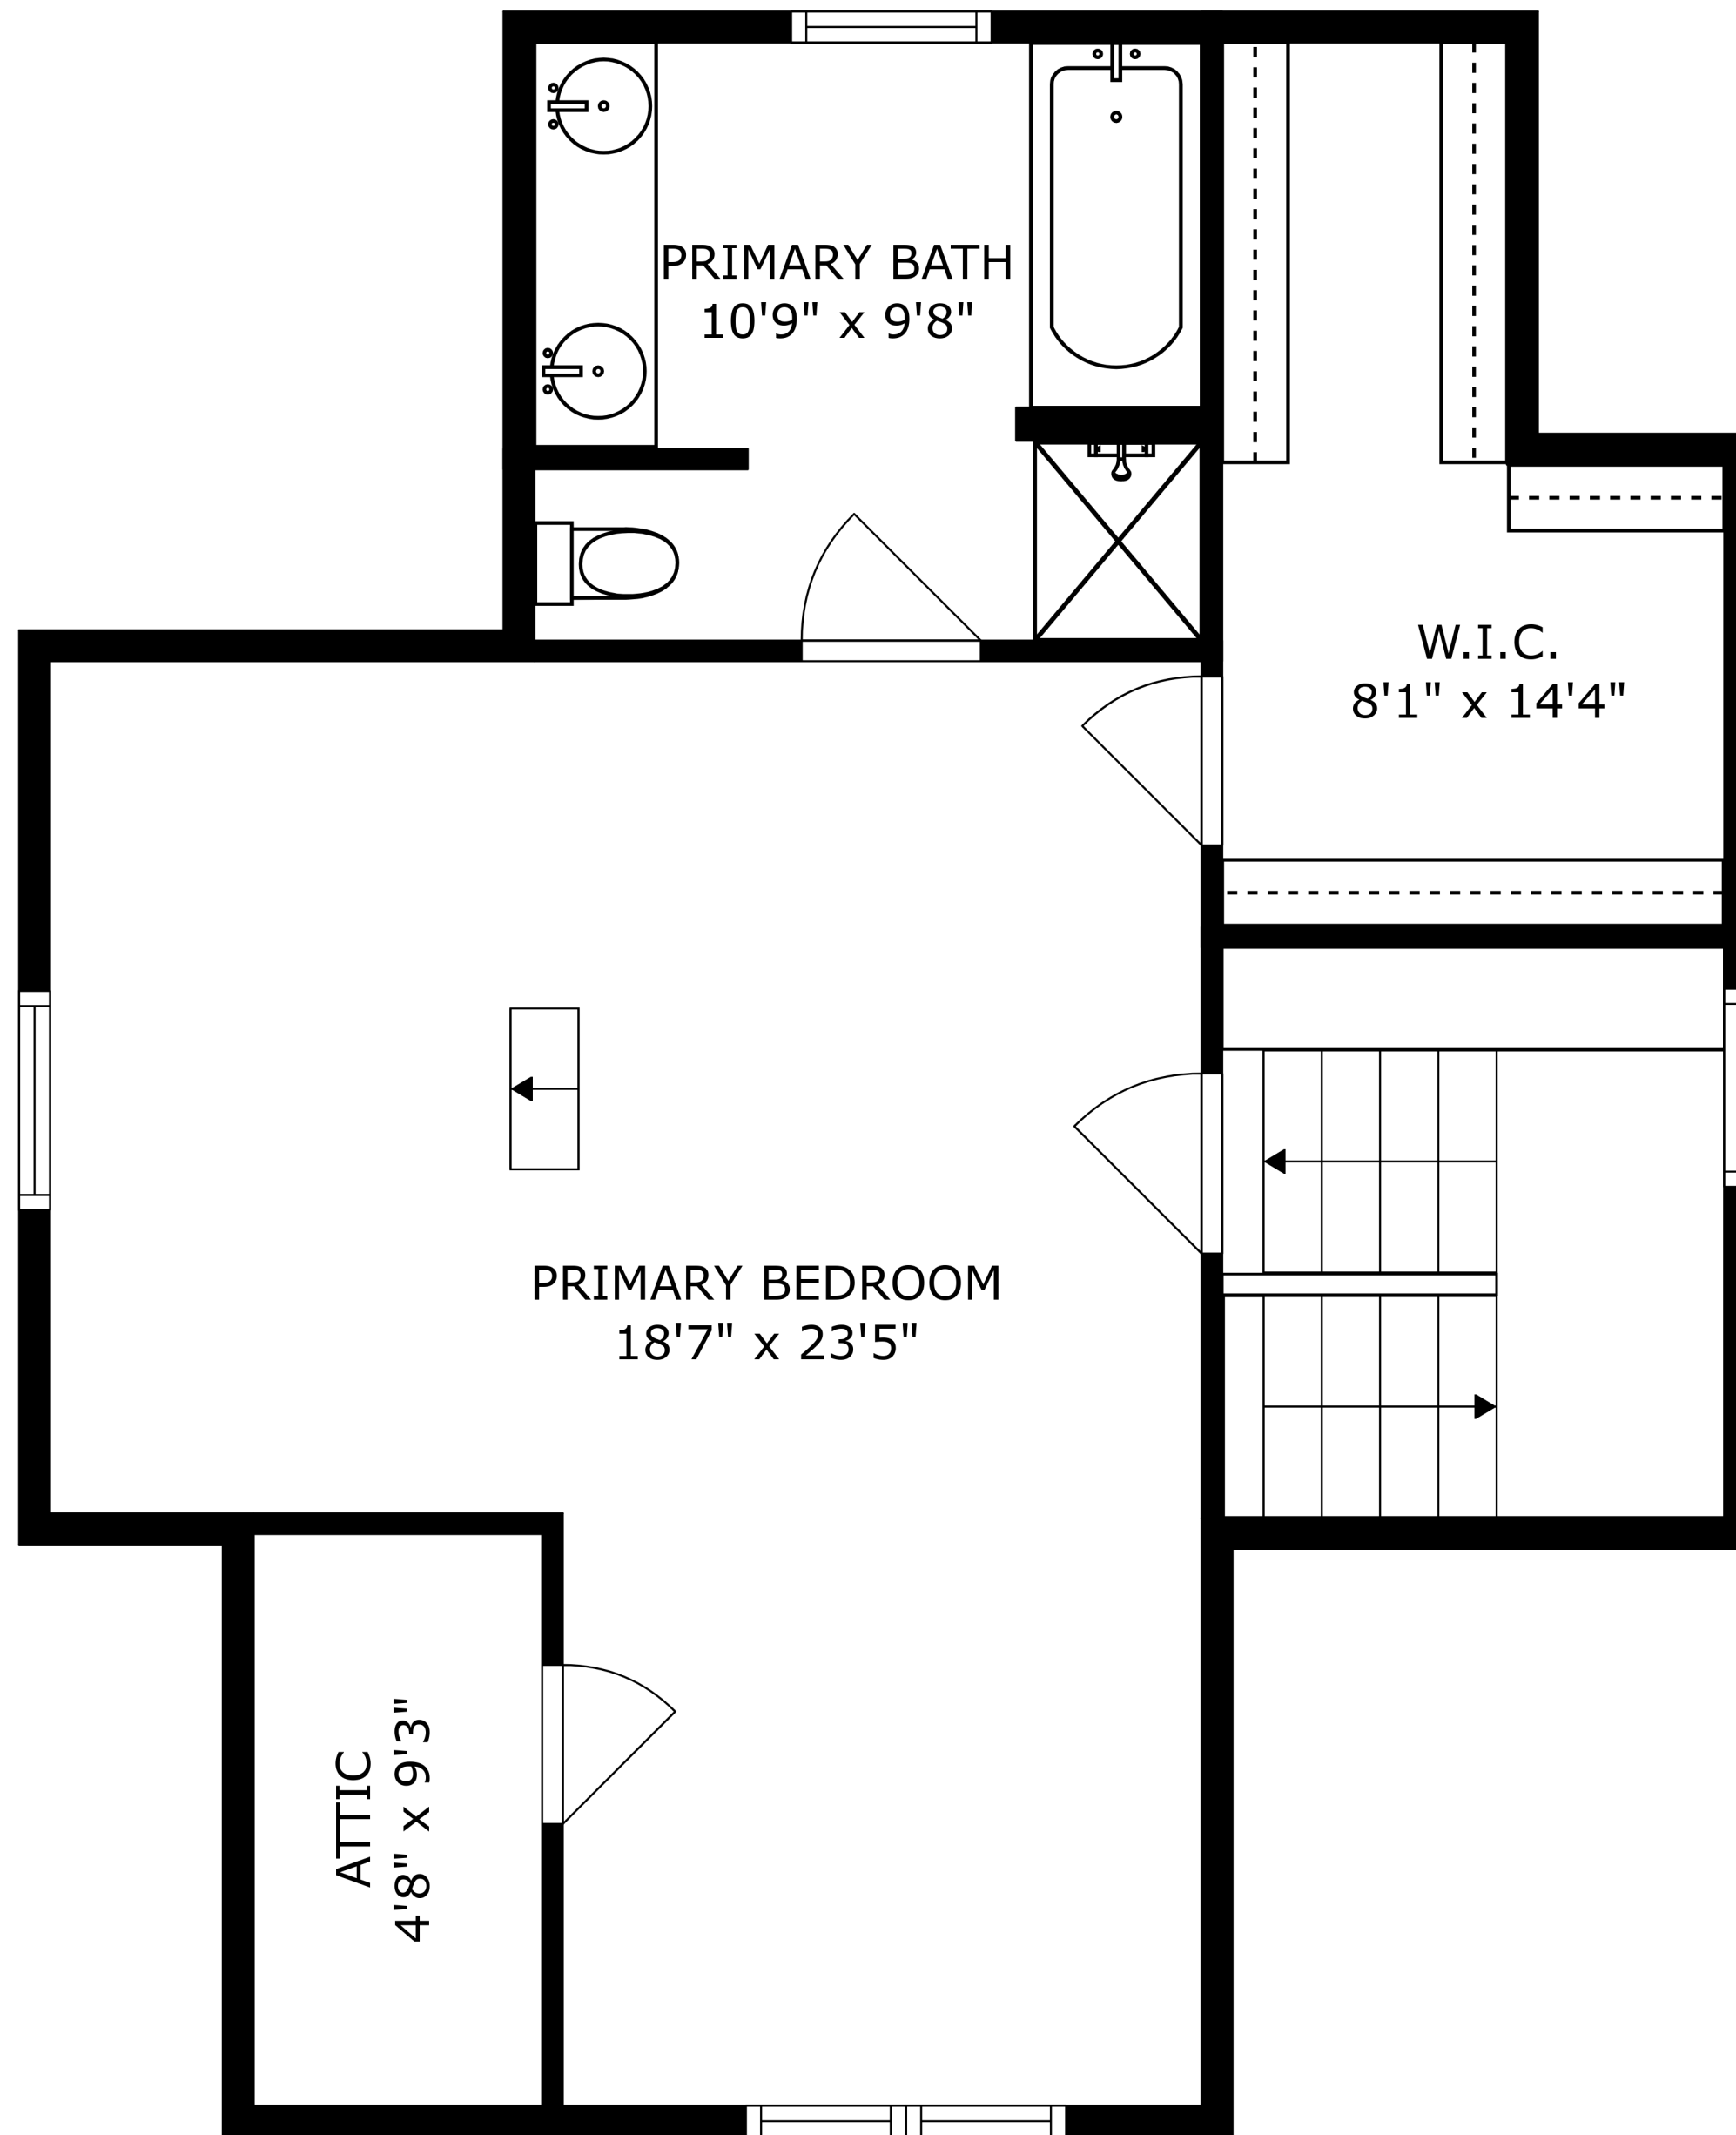 PRIMARY BATH
10'9" x 9'8"
W.I.C.
8'1" x 14'4"
PRIMARY BEDROOM
18'7" x 23'5"
ATTIC
4'8" x 9'3"